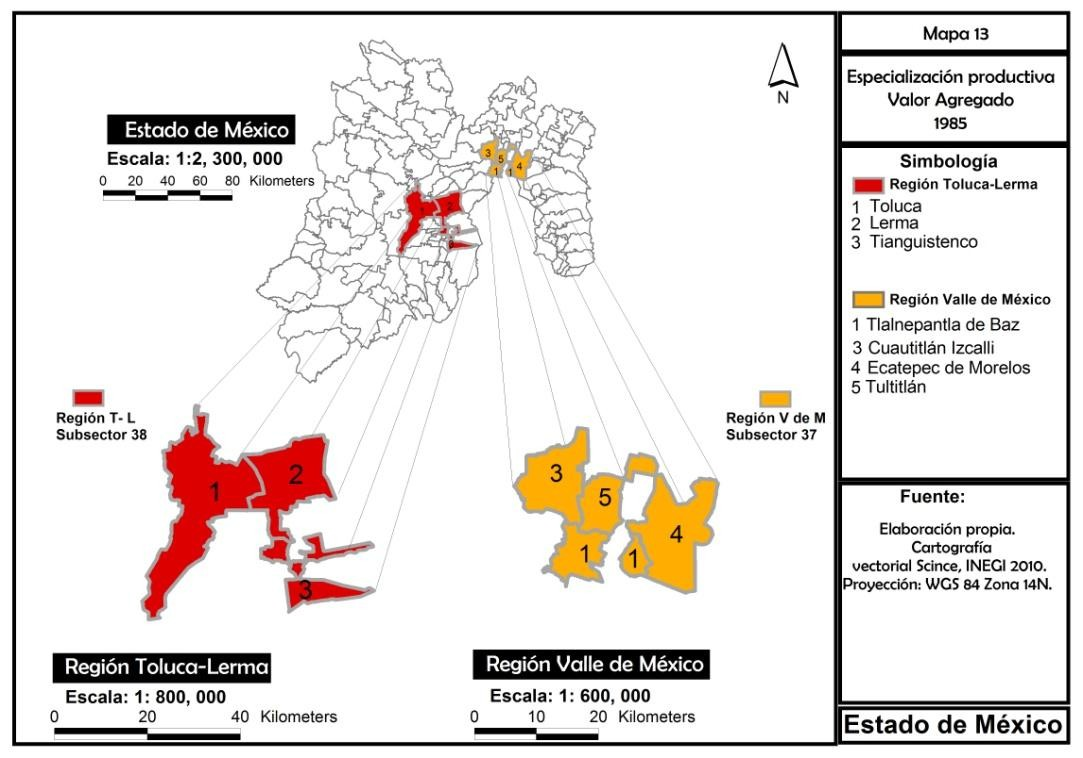 Mapa 13
Especialización productiva
Valor Agregado
1985
Simbología
Región Toluca-Lerma
1 Toluca
2 Lerma
3 Tianguistenco
Región Valle de México
1 Tlalnepantla de Baz
3 Cuautitlán Izcalli
4 Ecatepec de Morelos
5 Tultitlán
Fuente:
Elaboración propia.
Cartografía
vectorial Scince, INEGI 2010.
Proyección: WGS 84 Zona 14N.
Estado de México
N
Estado de México
Escala: 1:2, 300, 000
0 20 40 60 80 Kilometers
3
5
4
1
1
2
Región T- L
Subsector 38
1
2
3
Región V de M
Subsector 37
3
5
4
1
1
Región Toluca-Lerma
Escala: 1: 800, 000
0 20 40 Kilometers
Región Valle de México
Escala: 1: 600, 000
0 10 20 Kilometers